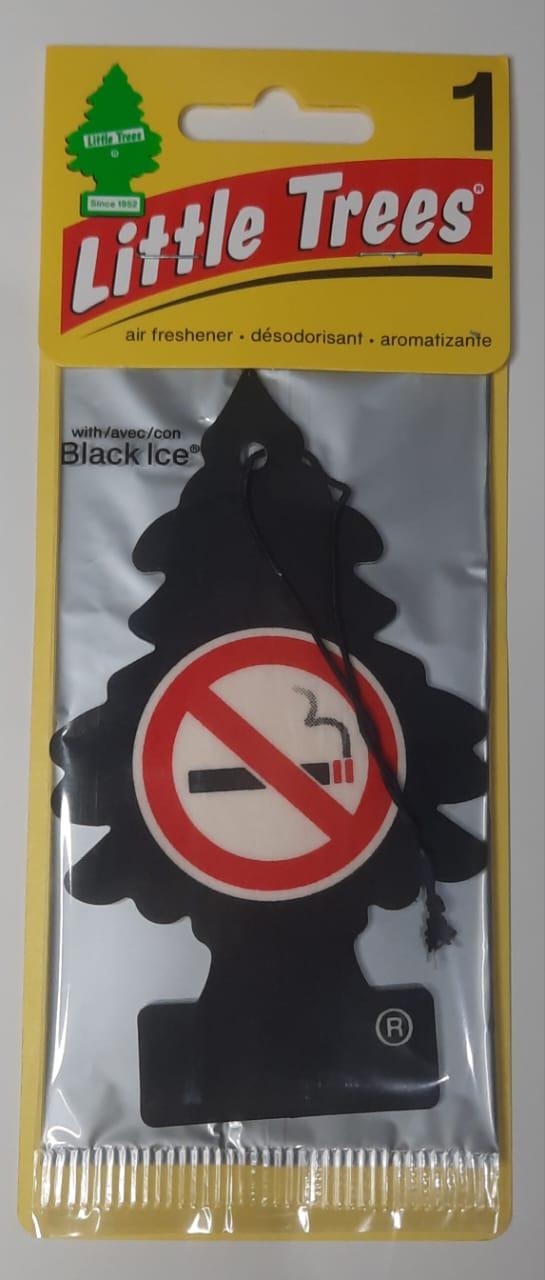 1
Little Trees
®
Since 1952
Little Trees®
air freshener • désodorisant • aromatizante
with/avec/con
Black Ice®
®